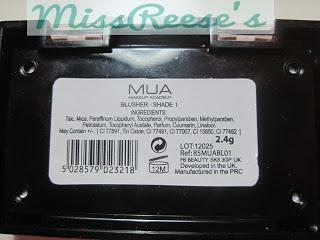 MissReese's
MUA
MAKEUP ACADEMY
BLUSHER - SHADE 1
INGREDIENTS:
Talc, Mica, Paraffinum Liquidum, Tocopherol, Propylparaben, Methylparaben,
Petrolatum, Tocopheryl Acetate, Parfum, Coumarin, Linalool
May Contain +/- [ CI 77891, Tin Oxide, CI 77491, CI 77007, CI 15850, CI 77492 ]
2.4g
LOT:12025
Ref: 85MUABL01
FB BEAUTY SK8 3GP UK
Developed in the UK.
Manufactured in the PRC
12M
5 028579 023218